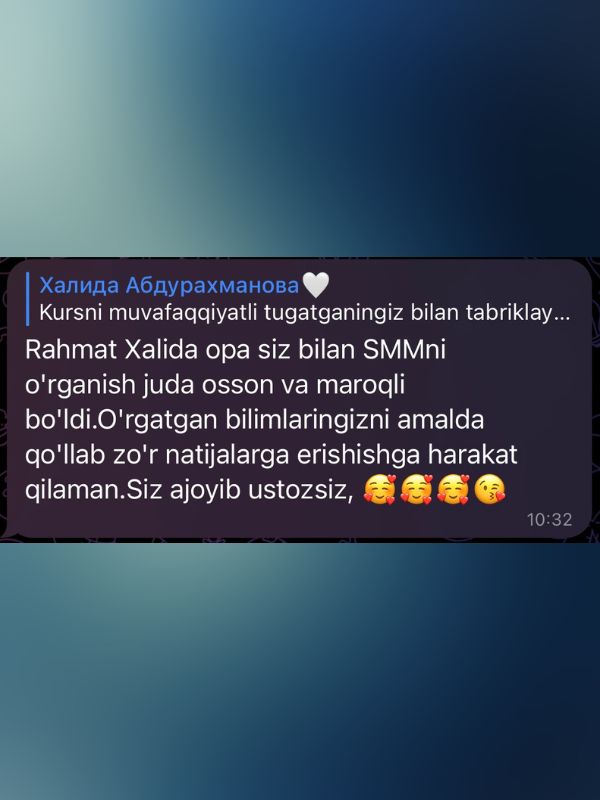 Халида Абдурахманова🤍
Kursni muvafaqqiyatli tugatganingiz bilan tabriklay...
Rahmat Xalida opa siz bilan SMMni
o'rganish juda osson va maroqli
bo'ldi.O'rgatgan bilimlaringizni amalda
qo'llab zo'r natijalarga erishishga harakat
qilaman.Siz ajoyib ustozsiz, 🥰🥰🥰😘
10:32